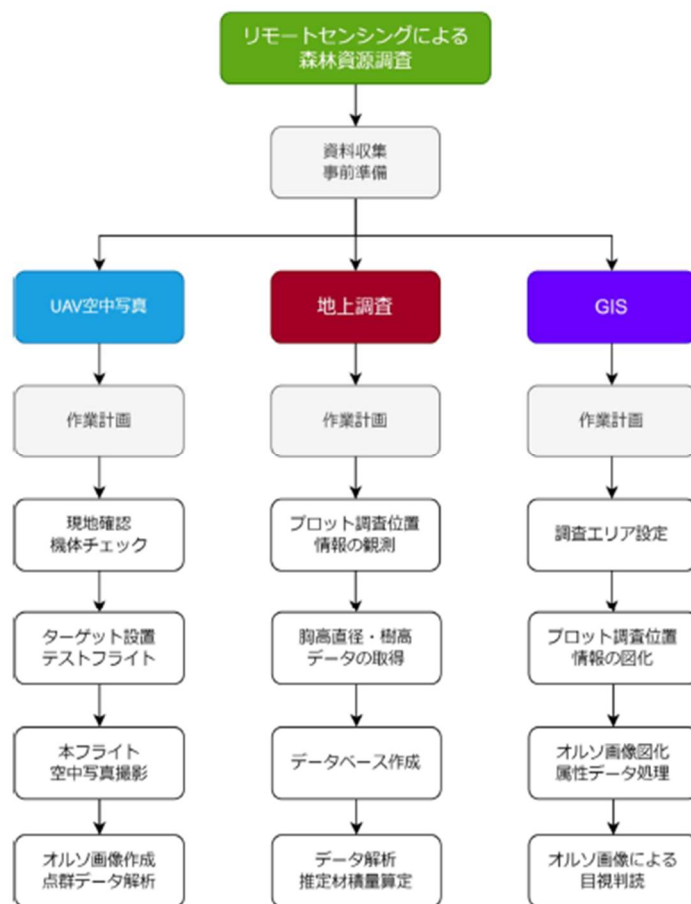 リモートセンシングによる
森林資源調査
資料収集
事前準備
UAV空中写真
地上調査
GIS
作業計画
作業計画
作業計画
現地確認
機体チェック
プロット調査位置
情報の観測
調査エリア設定
ターゲット設置
テストフライト
胸高直径・樹高
データの取得
プロット調査位置
情報の図化
本フライト
空中写真撮影
データベース作成
オルソ画像図化
属性データ処理
オルソ画像作成
点群データ解析
データ解析
推定材積量算定
オルソ画像による
目視判読